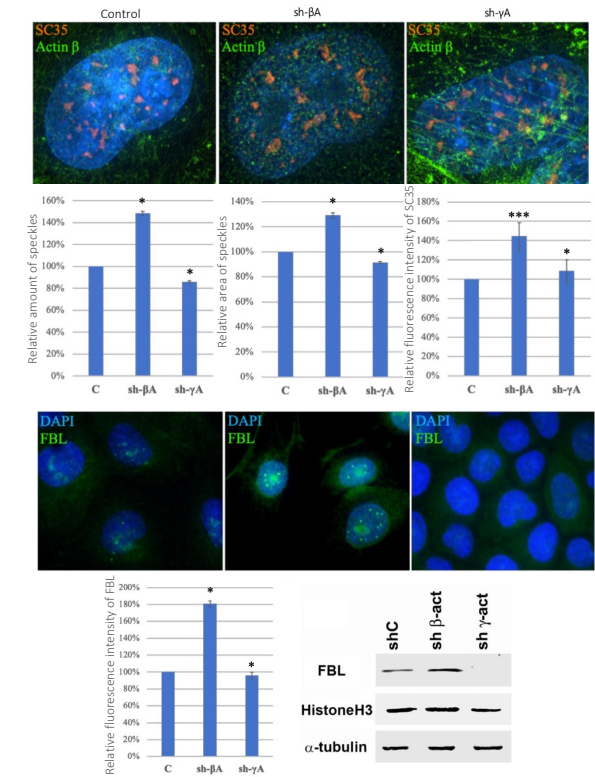 Control sh-βA sh-γA
SC35 SC35 SC35
Actin β Actin β Actin β
Relative amount of speckles
160%
140%
120%
100%
80%
60%
40%
20%
0%
*
*
C sh-βA sh-γA
Relative area of speckles
140%
120%
100%
80%
60%
40%
20%
0%
*
*
C sh-βA sh-γA
Relative fluorescence intensity of SC35
180%
160%
140%
120%
100%
80%
60%
40%
20%
0%
***
*
C sh-βA sh-γA
DAPI DAPI DAPI
FBL FBL FBL
Relative fluorescence intensity of FBL
200%
180%
160%
140%
120%
100%
80%
60%
40%
20%
0%
*
*
C sh-βA sh-γA
shC sh β-act sh γ-act
FBL
HistoneH3
α-tubulin